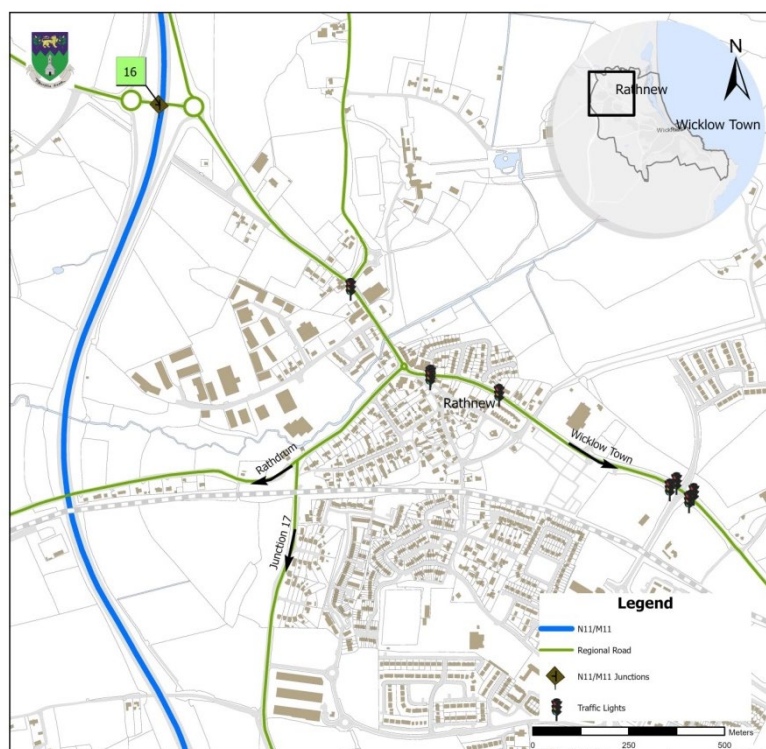 16
N
Rathnew
Wicklow
Wicklow Town
Rathnew
Wicklow Town
Rathdrum
Junction 17
Legend
N11/M11
Regional Road
N11/M11 Junctions
Traffic Lights
0 250 500
Meters